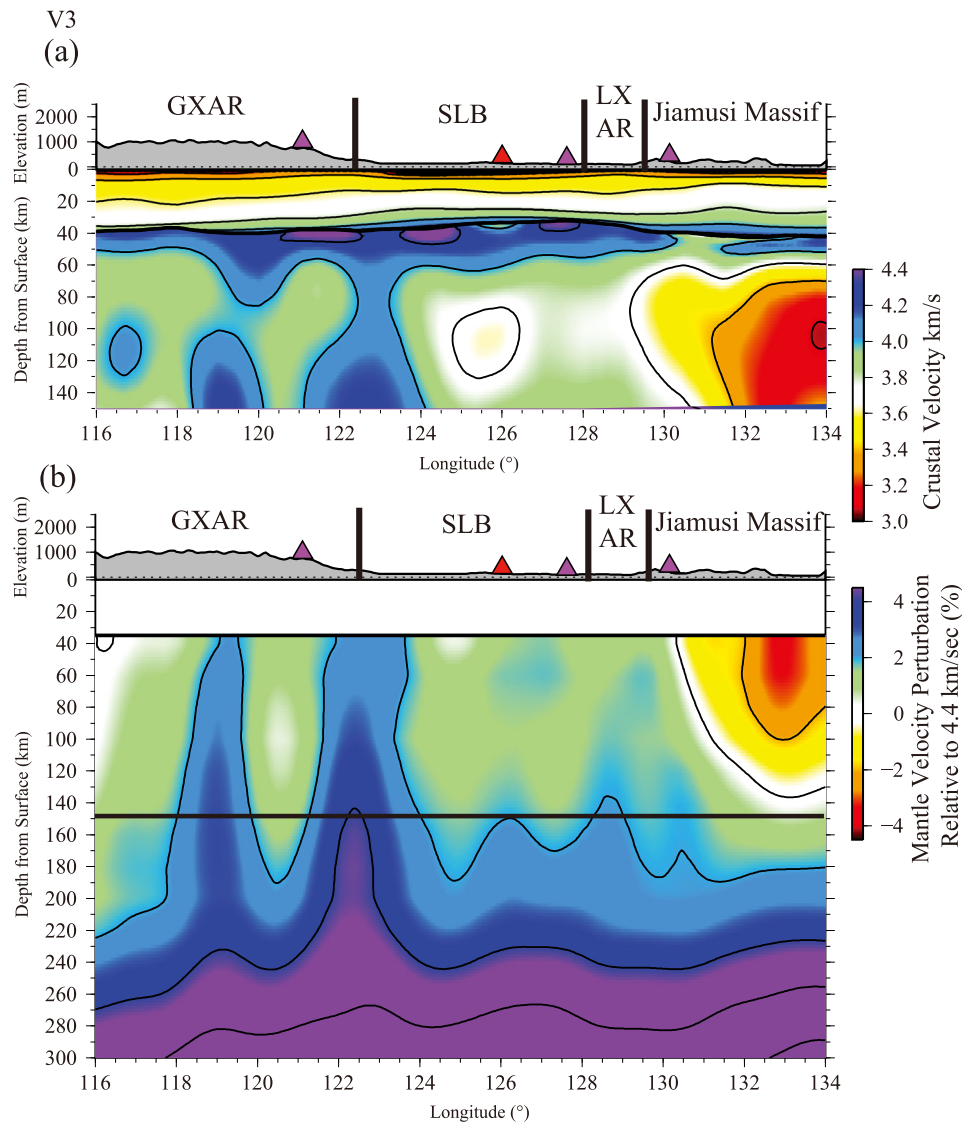 V3
(a)
GXAR
SLB
LX
AR
Jiamusi Massif
Elevation (m)
2000
1000
0
Depth from Surface (km)
20
40
60
80
100
120
140
116 118 120 122 124 126 128 130 132 134
Longitude (°)
4.4
4.2
4.0
3.8
3.6
3.4
3.2
3.0
Crustal Velocity km/s
(b)
GXAR
SLB
LX
AR
Jiamusi Massif
Elevation (m)
2000
1000
0
Depth from Surface (km)
20
40
60
80
100
120
140
160
180
200
220
240
260
280
300
116 118 120 122 124 126 128 130 132 134
Longitude (°)
4
2
0
−2
−4
Mantle Velocity Perturbation
Relative to 4.4 km/sec (%)